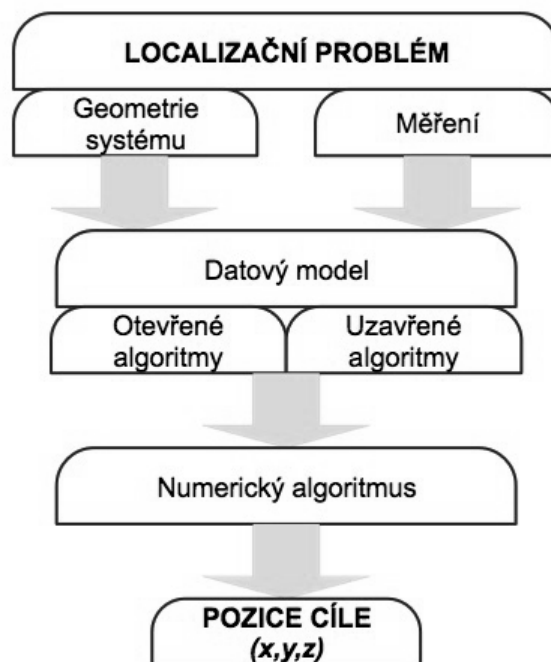 LOCALIZAČNÍ PROBLÉM
Geometrie
systému
Měření
Datový model
Otevřené
algoritmy
Uzavřené
algoritmy
Numerický algoritmus
POZICE CÍLE
(x,y,z)